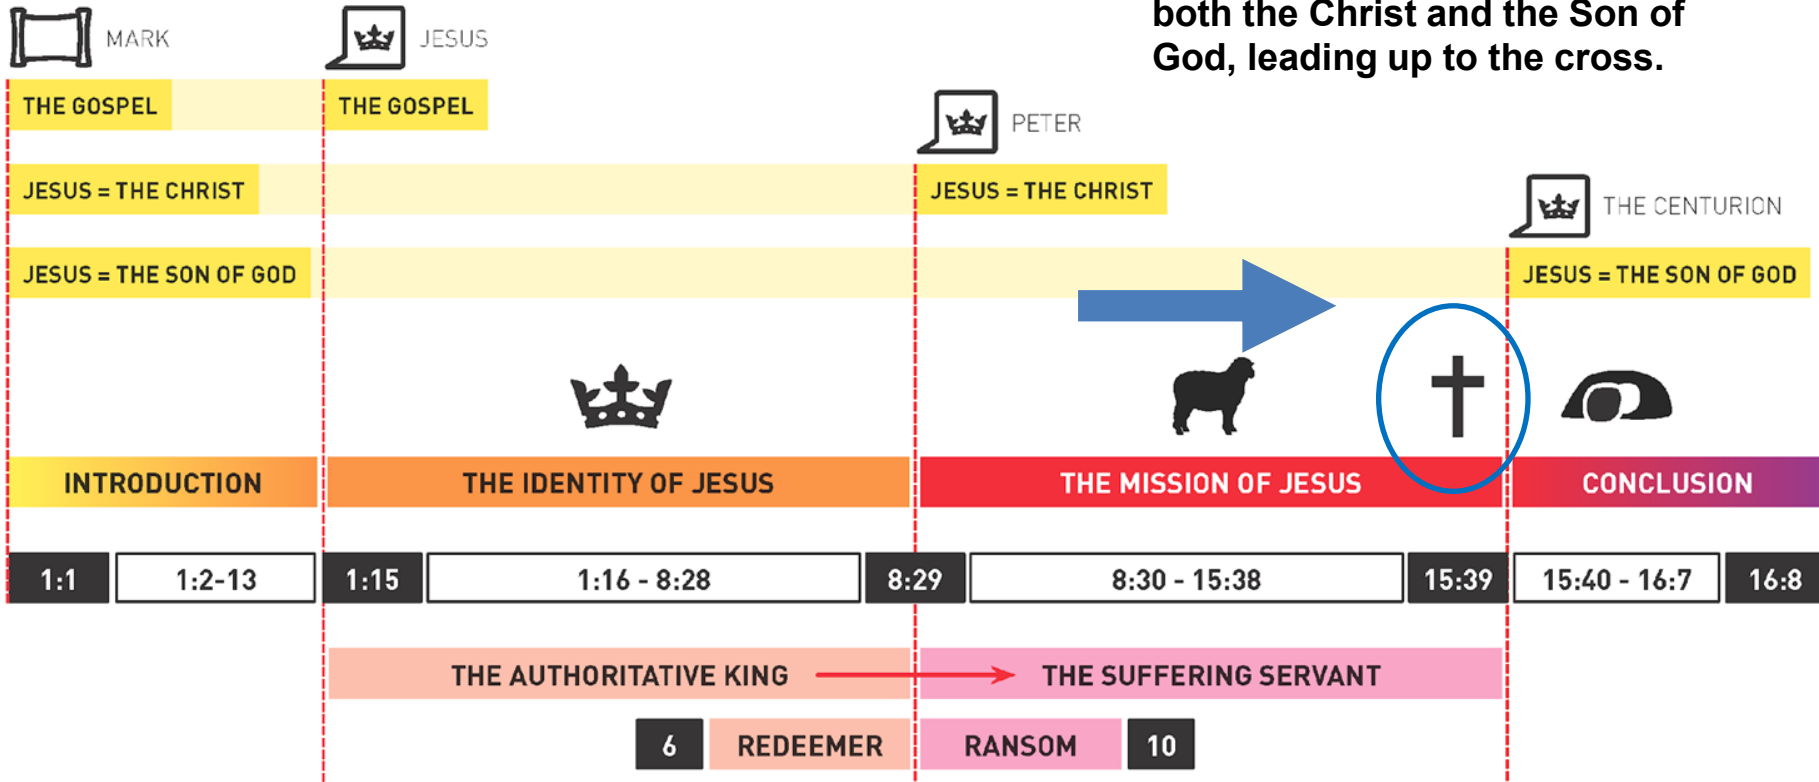 both the Christ and the Son of
God, leading up to the cross.
MARK
JESUS
THE GOSPEL
THE GOSPEL
PETER
JESUS = THE CHRIST
JESUS = THE CHRIST
THE CENTURION
JESUS = THE SON OF GOD
JESUS = THE SON OF GOD
INTRODUCTION
THE IDENTITY OF JESUS
THE MISSION OF JESUS
CONCLUSION
1:1
1:2-13
1:15
1:16 - 8:28
8:29
8:30 - 15:38
15:39
15:40 - 16:7
16:8
THE AUTHORITATIVE KING
THE SUFFERING SERVANT
6
REDEEMER
RANSOM
10